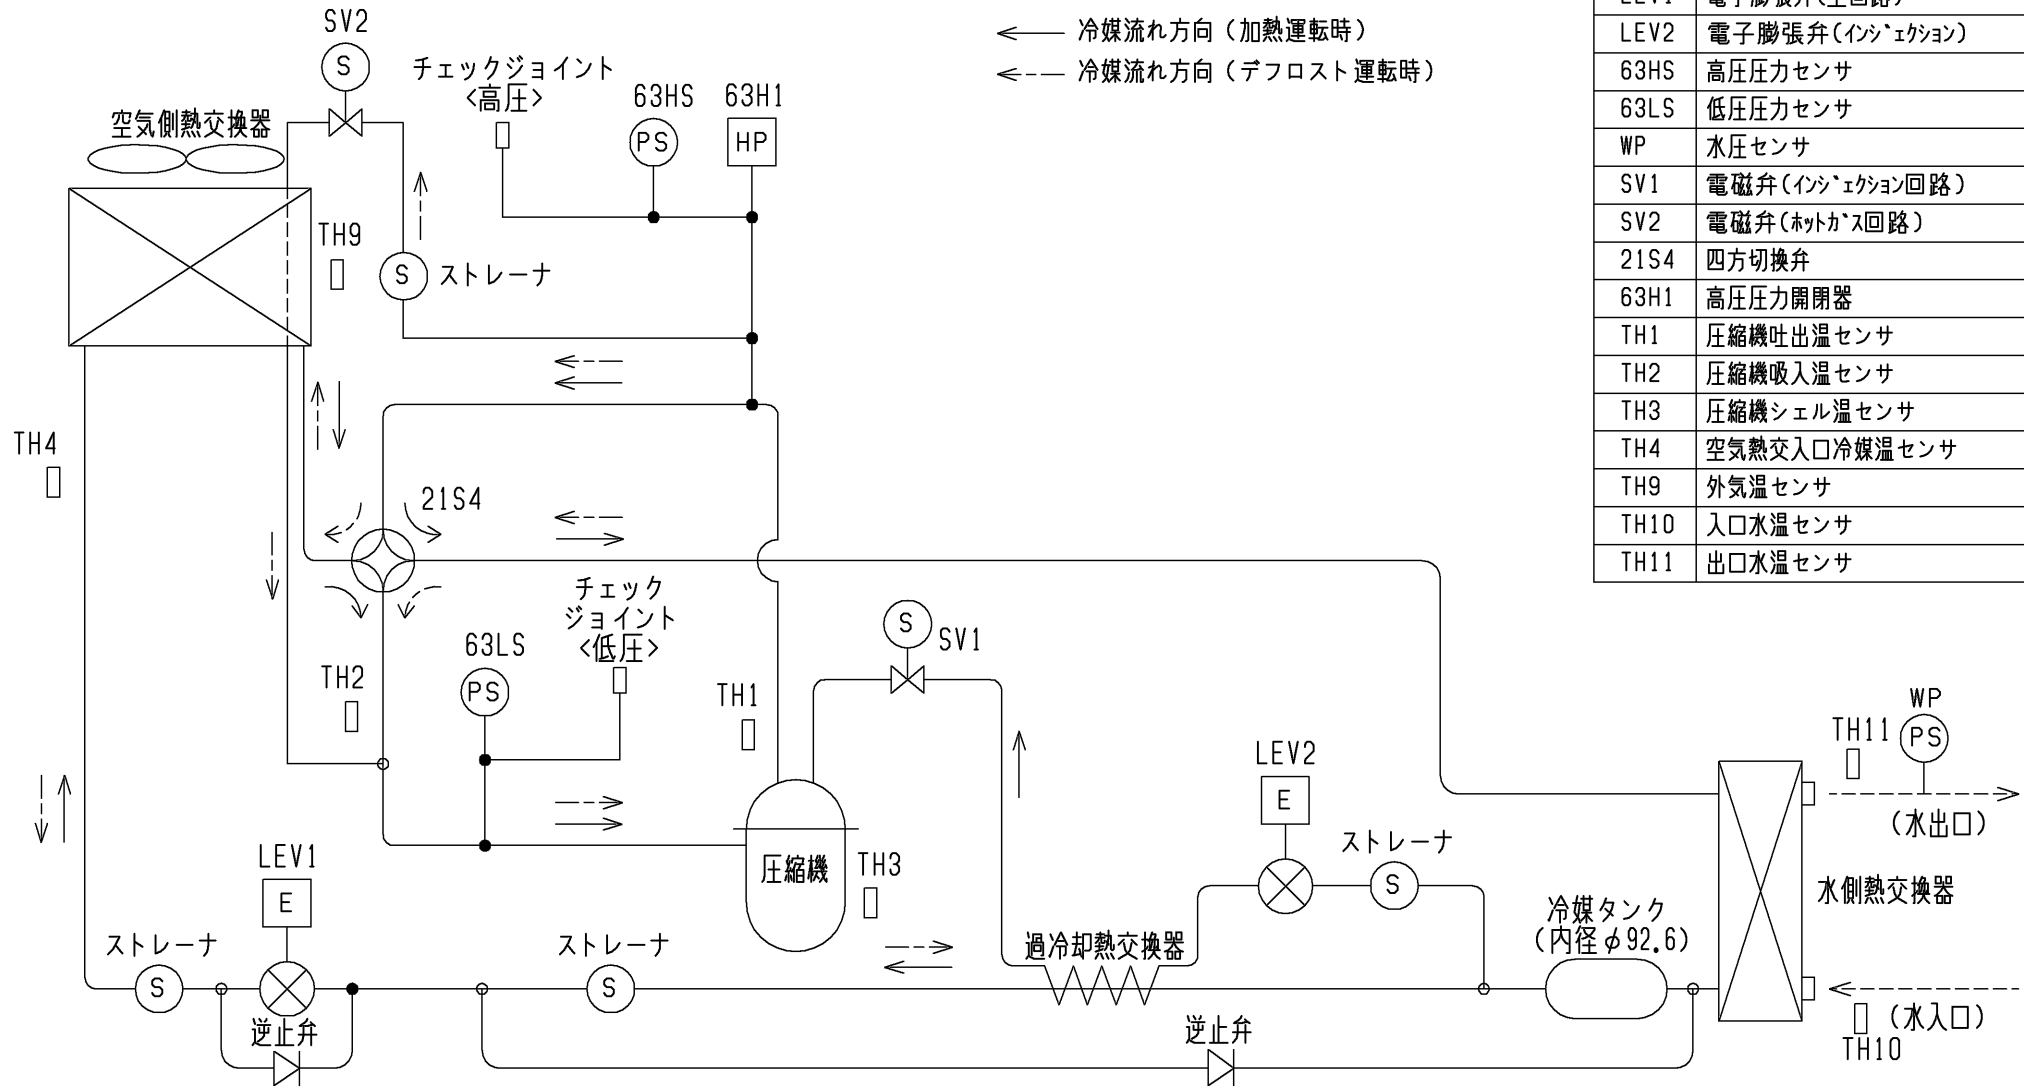 SV2
S
チェックジョイント
<高圧>
63HS
PS
63H1
HP
冷媒流れ方向(加熱運転時)
冷媒流れ方向(デフロスト運転時)
空気側熱交換器
TH9
S
ストレーナ
TH4
21S4
チェック
ジョイント
<低圧>
63LS
PS
TH2
TH1
S
SV1
LEV2
E
ストレーナ
S
TH11
WP
PS
(水出口)
水側熱交換器
冷媒タンク
(内径φ92.6)
圧縮機
TH3
過冷却熱交換器
LEV1
E
ストレーナ
S
ストレーナ
S
逆止弁
逆止弁
(水入口)
TH10
LEV1 電子膨張弁(主回路)
LEV2 電子膨張弁(インジェクション)
63HS 高圧圧力センサ
63LS 低圧圧力センサ
WP 水圧センサ
SV1 電磁弁(インジェクション回路)
SV2 電磁弁(ホットガス回路)
21S4 四方切換弁
63H1 高圧圧力開閉器
TH1 圧縮機吐出温センサ
TH2 圧縮機吸入温センサ
TH3 圧縮機シェル温センサ
TH4 空気熱交入口冷媒温センサ
TH9 外気温センサ
TH10 入口水温センサ
TH11 出口水温センサ